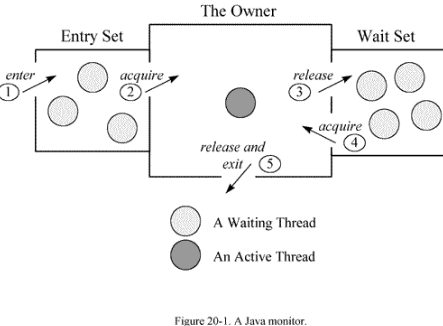 The Owner
Entry Set
Wait Set
enter
1
acquire
2
release
3
acquire
4
release and
exit
5
A Waiting Thread
An Active Thread
Figure 20-1. A Java monitor.